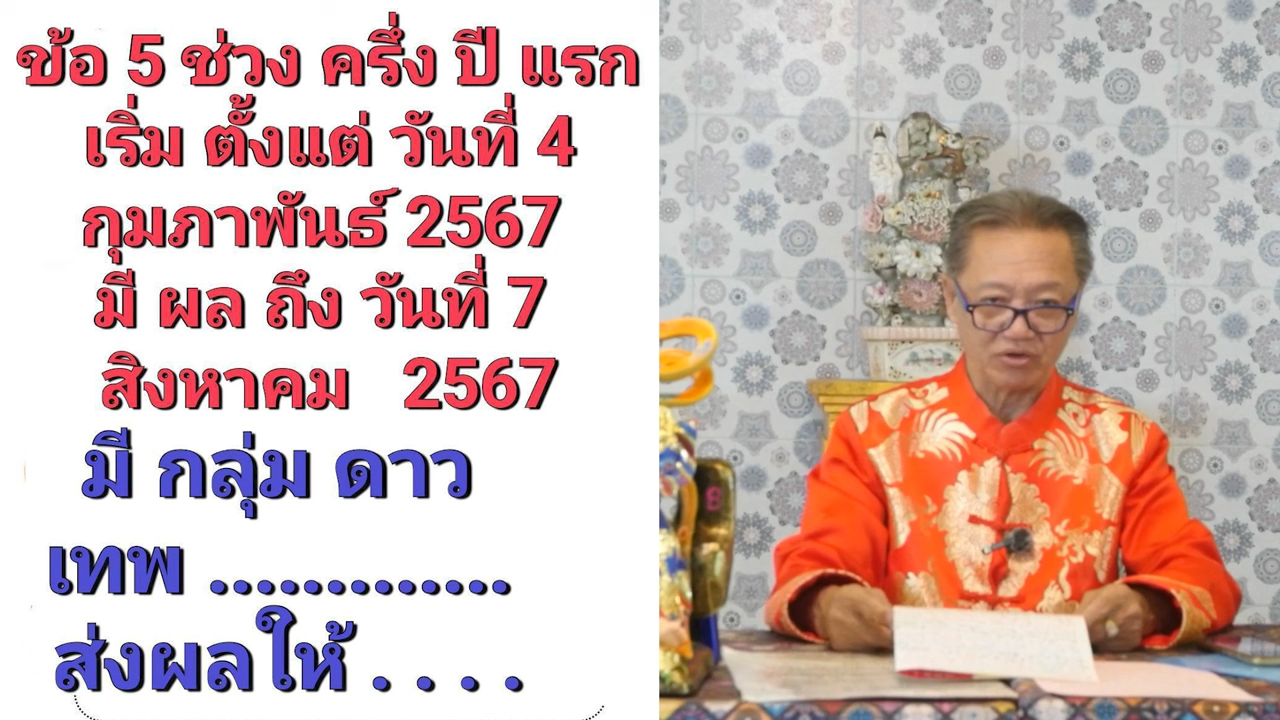 ข้อ 5 ช่วง ครึ่ง ปี แรก
เริ่ม ตั้งแต่ วันที่ 4
กุมภาพันธ์ 2567
มี ผล ถึง วันที่ 7
สิงหาคม 2567
มี กลุ่ม ดาว
เทพ .............
ส่งผลให้ . . . .